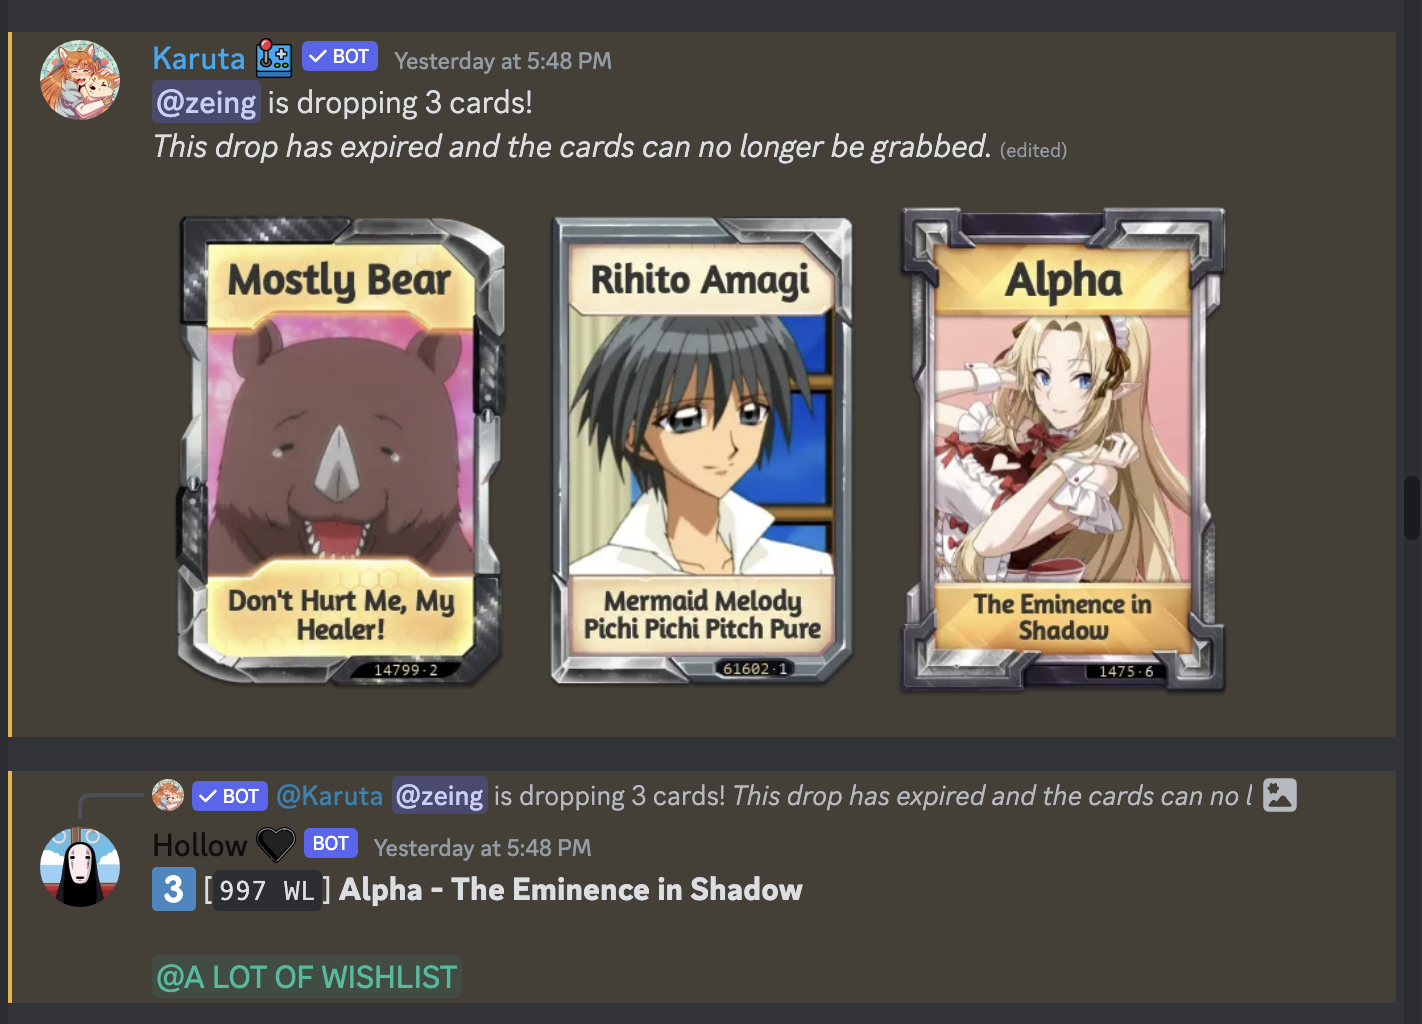 Karuta BOT Yesterday at 5:48 PM
@zeing is dropping 3 cards!
This drop has expired and the cards can no longer be grabbed. (edited)
Mostly Bear
Don't Hurt Me, My
Healer!
14799·2
Rihito Amagi
Mermaid Melody
Pichi Pichi Pitch Pure
61602·1
Alpha
The Eminence in
Shadow
1475·6
BOT @Karuta @zeing is dropping 3 cards! This drop has expired and the cards can no l
Hollow BOT Yesterday at 5:48 PM
3 [997 WL] Alpha - The Eminence in Shadow
@A LOT OF WISHLIST